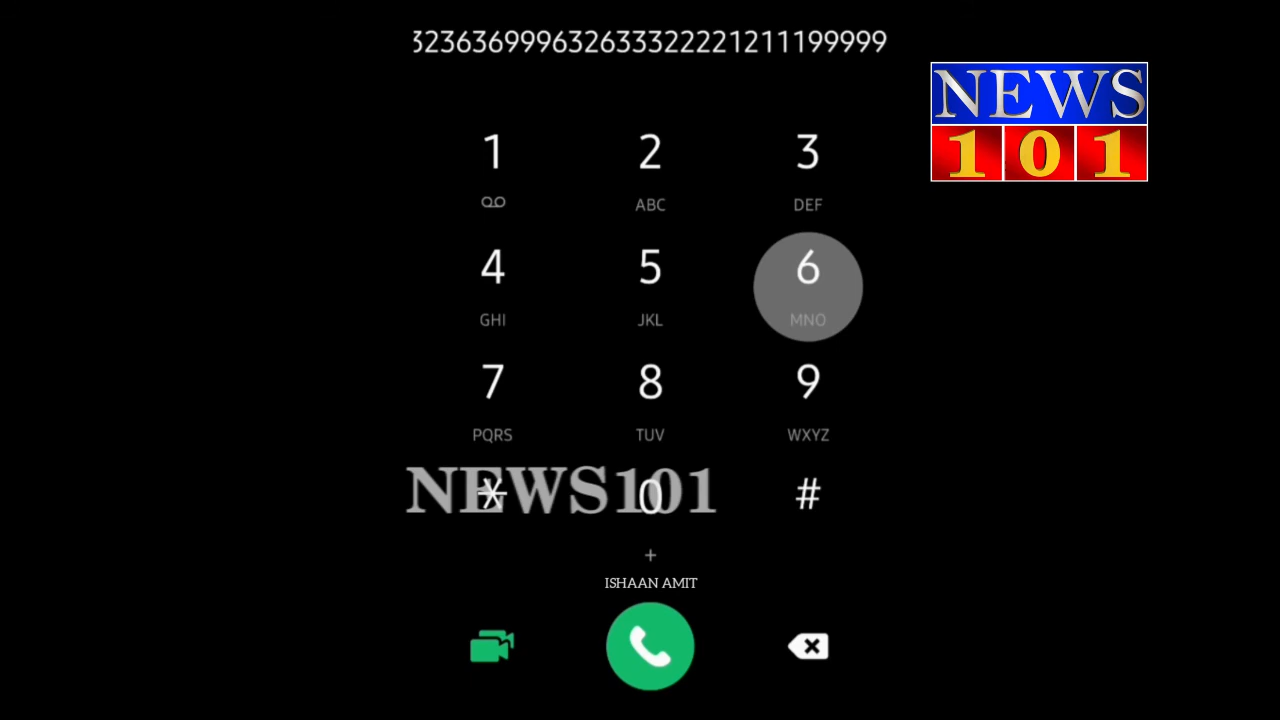 323636999632633322221211199999
NEWS
101
1 2 3
ABC DEF
4 5 6
GHI JKL MNO
7 8 9
PQRS TUV WXYZ
NEWS101
* 0 #
+
ISHAAN AMIT